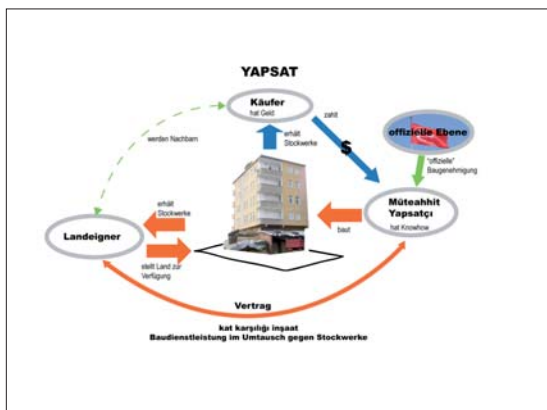 YAPSAT
Käufer
hat Geld
zahlt
$
offizielle Ebene
werden Nachbarn
erhält
Stockwerke
"offizielle"
Baugenehmigung
Müteahhit
Yapsatçı
hat Knowhow
erhält
Stockwerke
baut
Landeigner
stellt Land zur
Verfügung
Vertrag
kat karşılığı inşaat
Baudienstleistung im Umtausch gegen Stockwerke